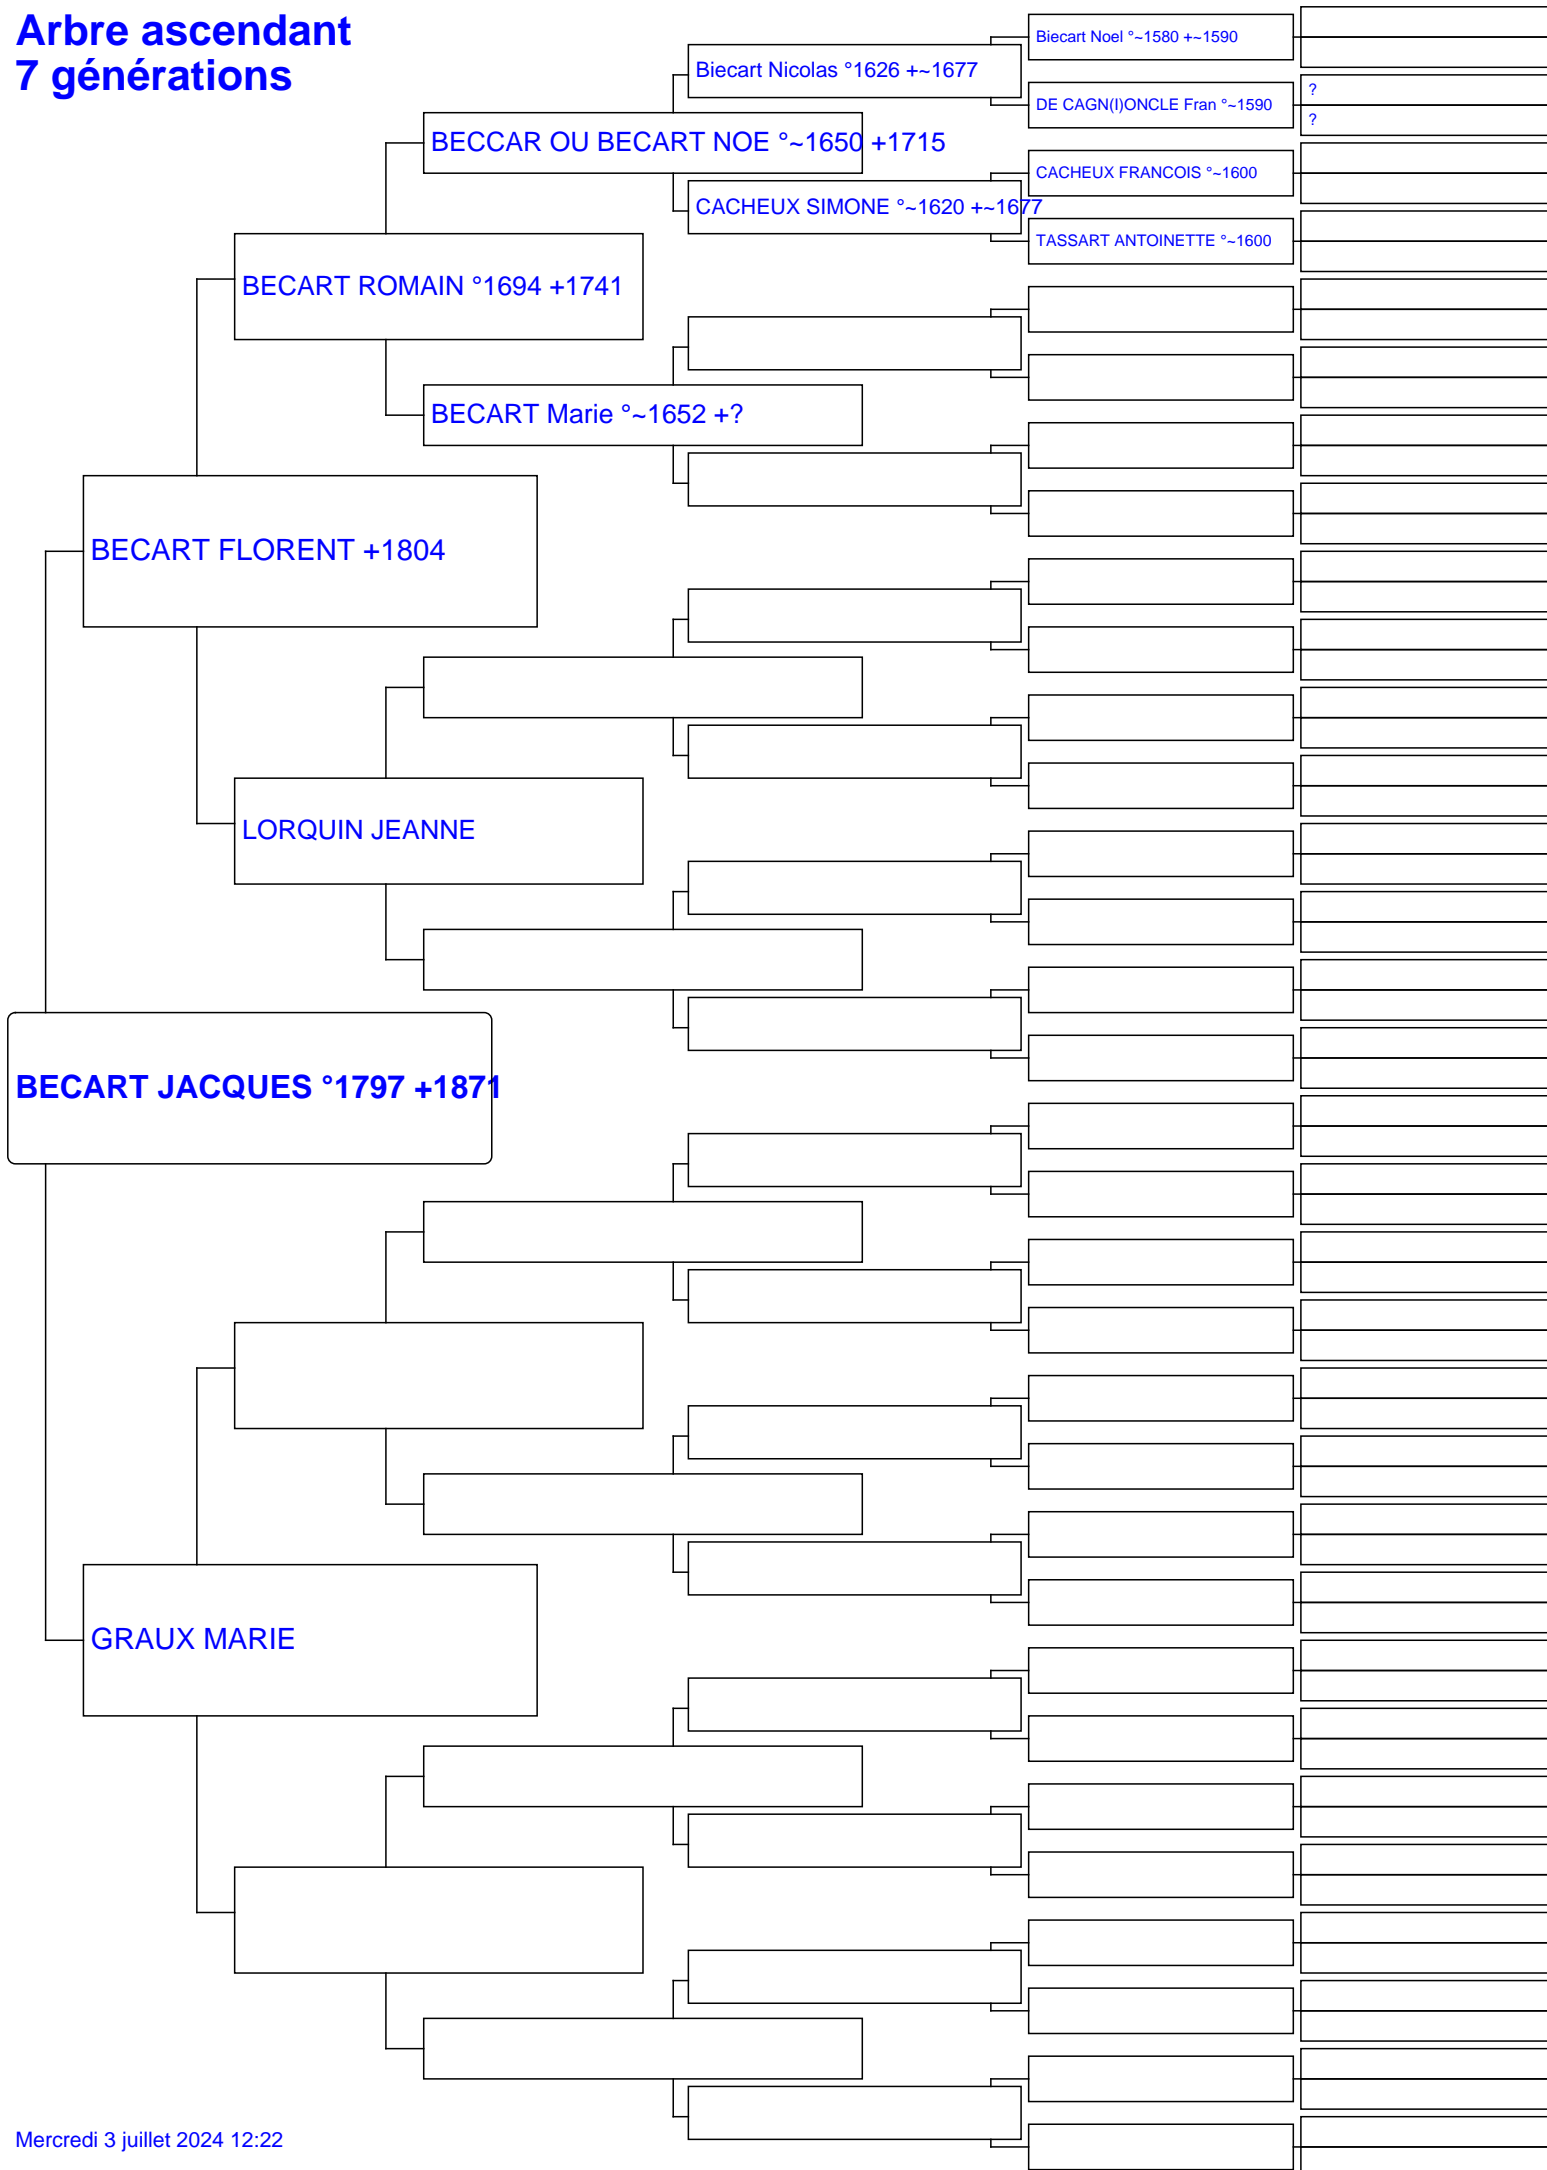 Arbre ascendant
7 générations
Biecart Noel °~1580 +~1590
Biecart Nicolas °1626 +~1677
?
DE CAGN(I)ONCLE Fran °~1590
?
BECCAR OU BECART NOE °~1650 +1715
CACHEUX FRANCOIS °~1600
CACHEUX SIMONE °~1620 +~1677
TASSART ANTOINETTE °~1600
BECART ROMAIN °1694 +1741
BECART Marie °~1652 +?
BECART FLORENT +1804
LORQUIN JEANNE
BECART JACQUES °1797 +1871
GRAUX MARIE
Mercredi 3 juillet 2024 12:22